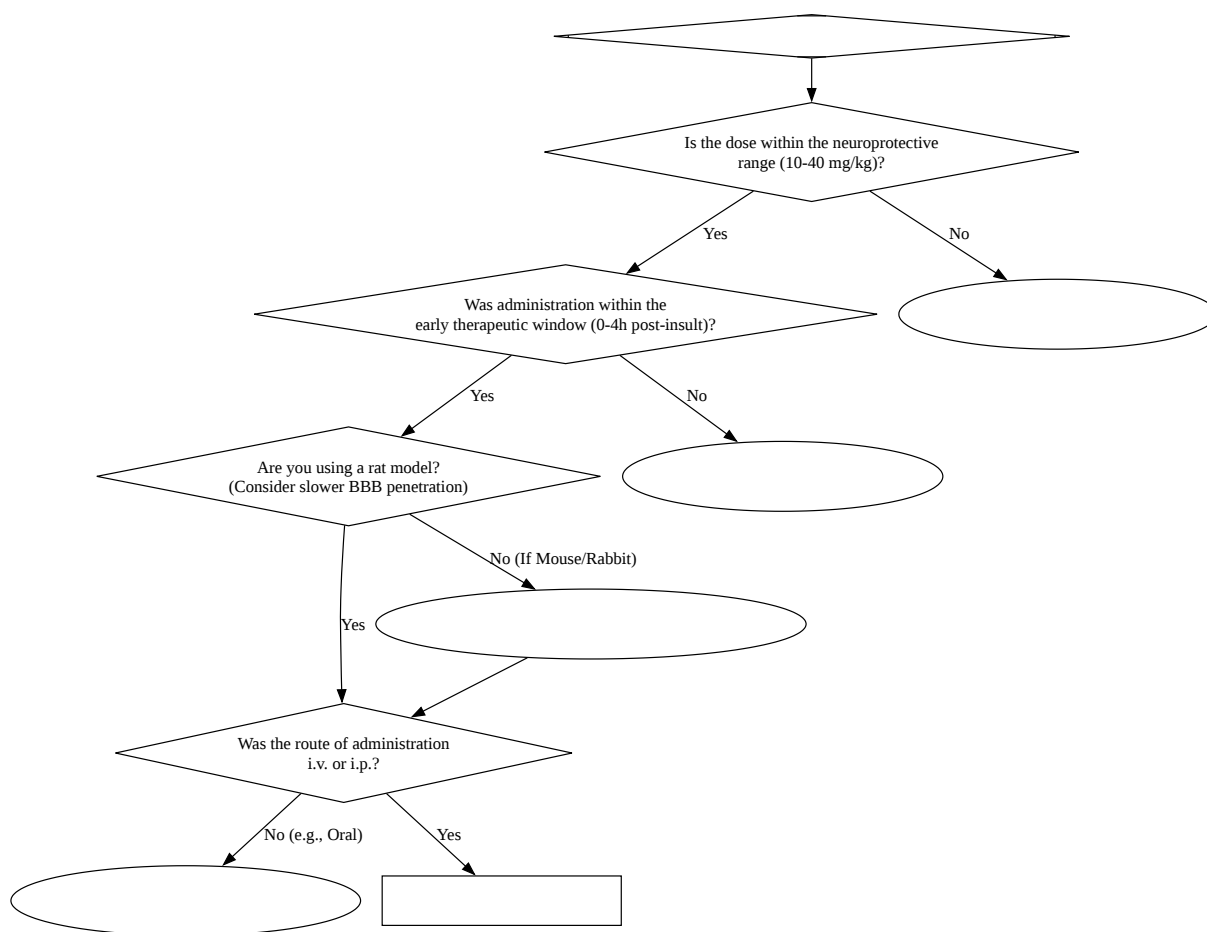 Is the dose within the neuroprotective
range (10-40 mg/kg)?
Yes
No
Was administration within the
early therapeutic window (0-4h post-insult)?
Yes
No
Are you using a rat model?
(Consider slower BBB penetration)
No (If Mouse/Rabbit)
Yes
Was the route of administration
i.v. or i.p.?
No (e.g., Oral)
Yes